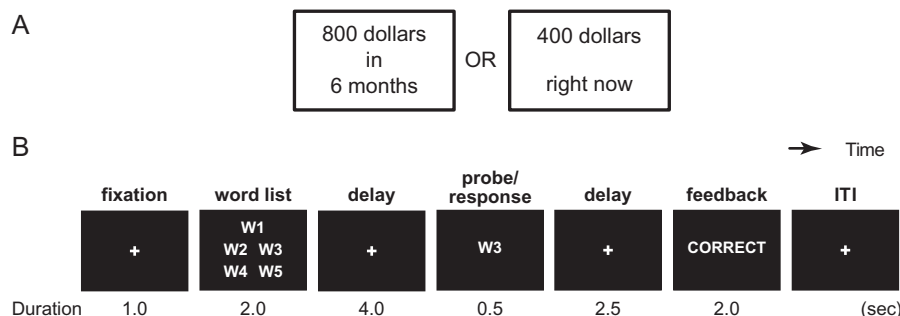 A
800 dollars
in
6 months
OR
400 dollars
right now
B
Time
fixation
word list
delay
probe/
response
delay
feedback
ITI
+
W1
W2 W3
W4 W5
+
W3
+
CORRECT
+
Duration 1.0 2.0 4.0 0.5 2.5 2.0 (sec)